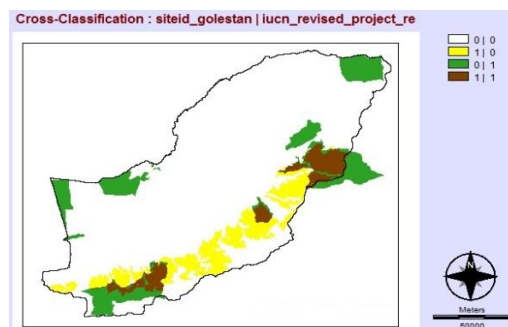 Cross-Classification : siteid_golestan | iucn_revised_project_re
0 | 0
1 | 0
0 | 1
1 | 1
N
Meters
50000